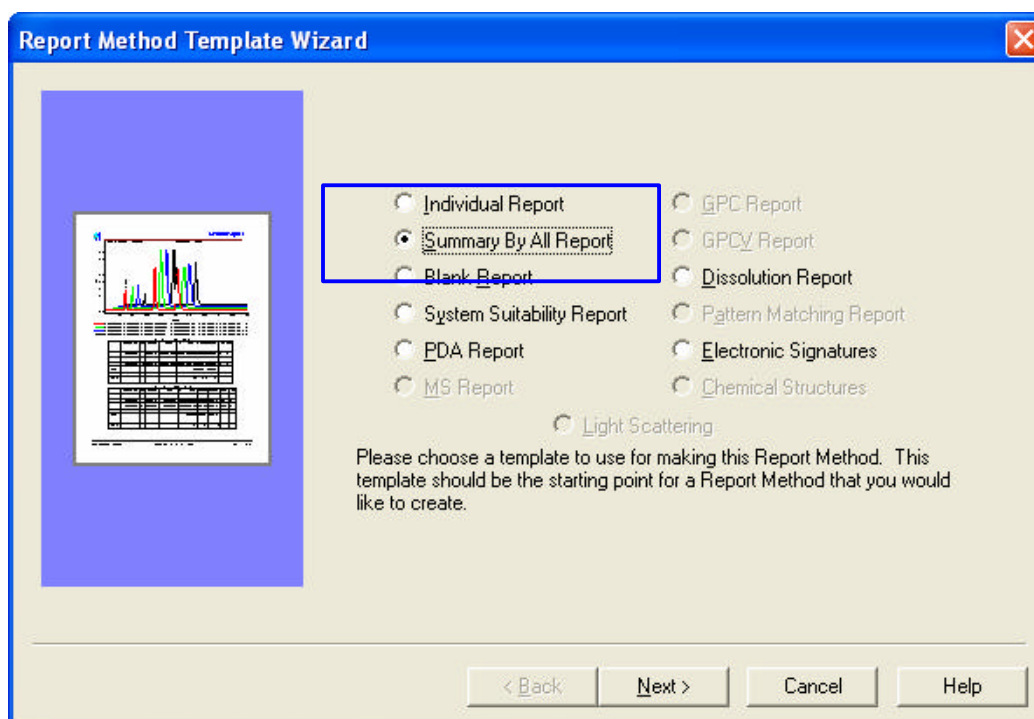 Report Method Template Wizard
Individual Report
GPC Report
Summary By All Report
GPCV Report
Blank Report
Dissolution Report
System Suitability Report
Pattern Matching Report
PDA Report
Electronic Signatures
MS Report
Chemical Structures
Light Scattering
Please choose a template to use for making this Report Method. This
template should be the starting point for a Report Method that you would
like to create.
< Back
Next >
Cancel
Help